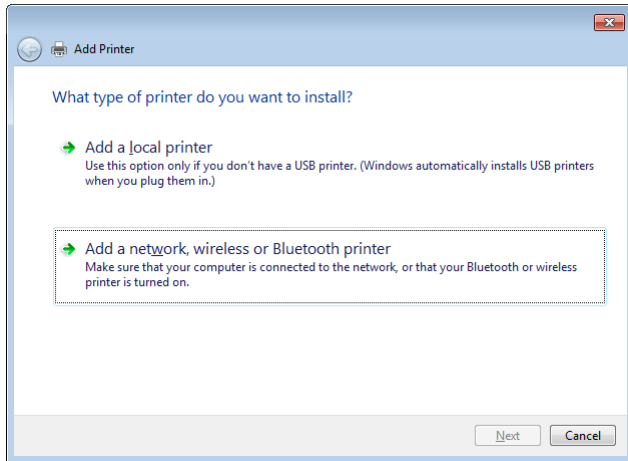 Add Printer
What type of printer do you want to install?
Add a local printer
Use this option only if you don't have a USB printer. (Windows automatically installs USB printers
when you plug them in.)
Add a network, wireless or Bluetooth printer
Make sure that your computer is connected to the network, or that your Bluetooth or wireless
printer is turned on.
Next
Cancel